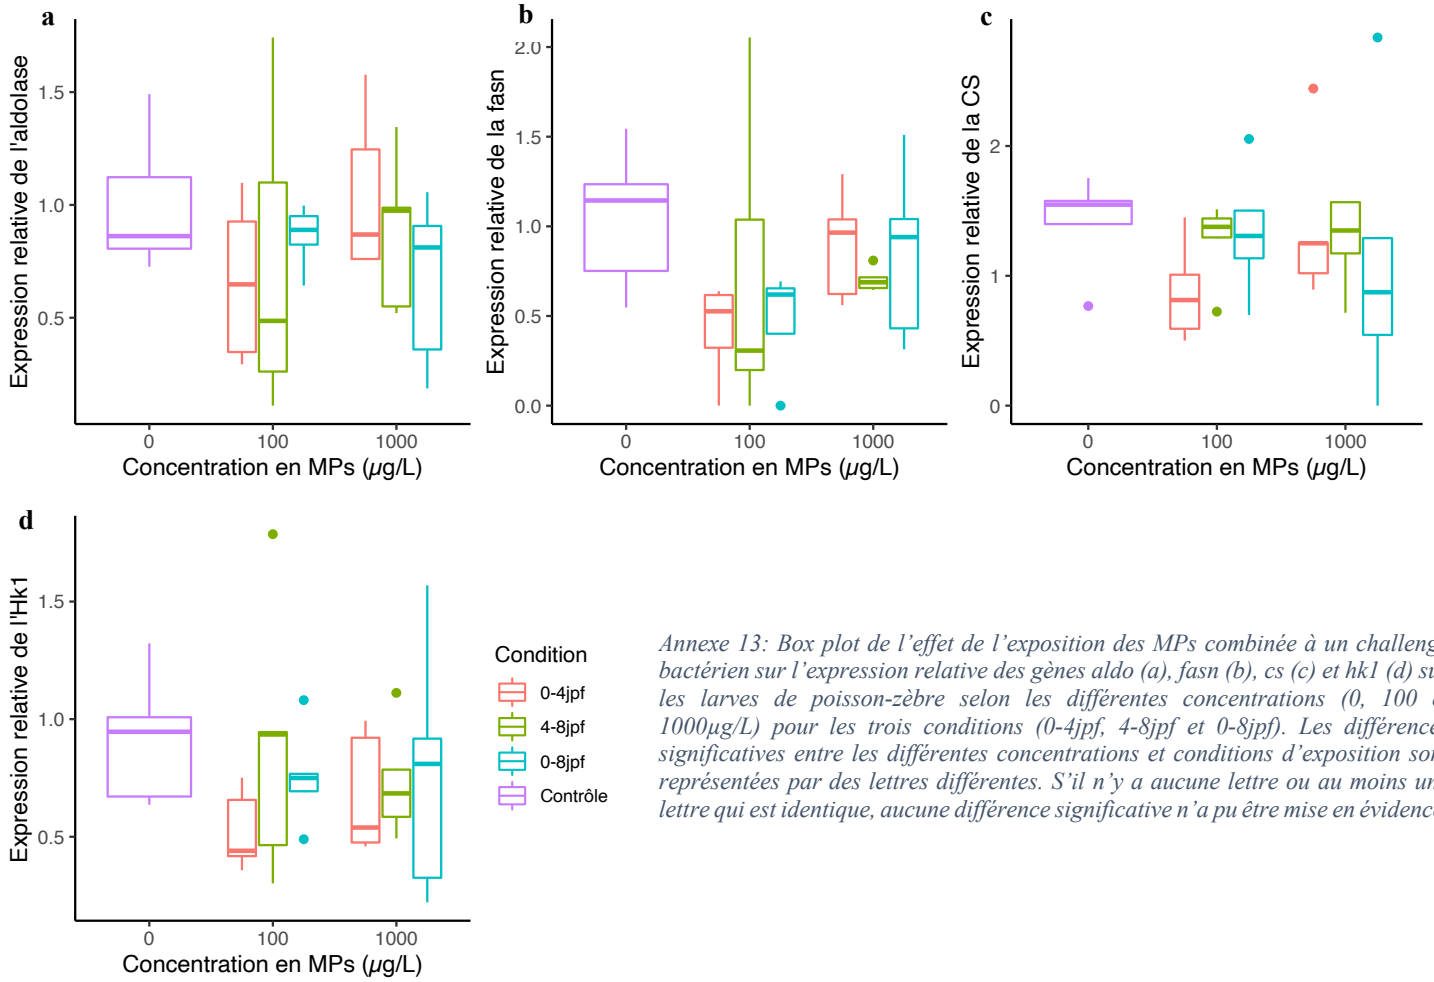 a
Expression relative de l'aldolase
1.5
1.0
0.5
0
100
1000
Concentration en MPs (µg/L)
b
Expression relative de la fasn
2.0
1.5
1.0
0.5
0.0
0
100
1000
Concentration en MPs (µg/L)
c
Expression relative de la CS
2
1
0
0
100
1000
Concentration en MPs (µg/L)
d
Expression relative de l'Hk1
1.5
1.0
0.5
0
100
1000
Concentration en MPs (µg/L)
Condition
0-4jpf
4-8jpf
0-8jpf
Contrôle
Annexe 13: Box plot de l'effet de l'exposition des MPs combinée à un challeng
bactérien sur l'expression relative des gènes aldo (a), fasn (b), cs (c) et hk1 (d) su
les larves de poisson-zèbre selon les différentes concentrations (0, 100
1000µg/L) pour les trois conditions (0-4jpf, 4-8jpf et 0-8jpf). Les différence
significatives entre les différentes concentrations et conditions d'exposition son
représentées par des lettres différentes. S'il n'y a aucune lettre ou au moins un
lettre qui est identique, aucune différence significative n'a pu être mise en évidence